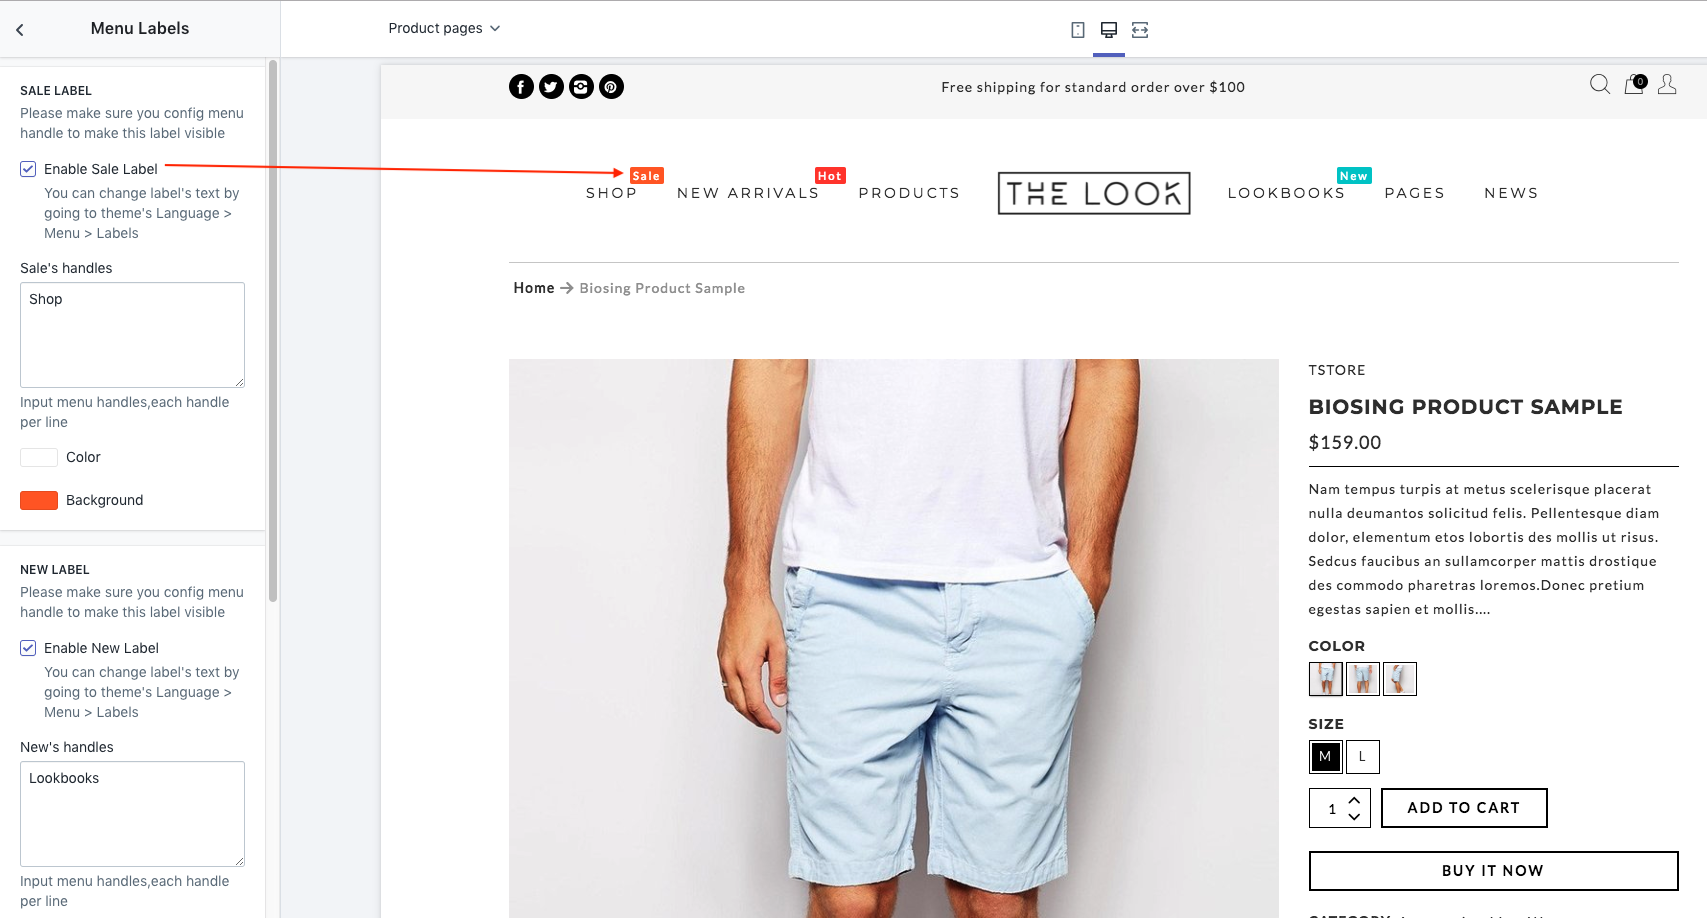 Menu Labels
Product pages
SALE LABEL
Please make sure you config menu
handle to make this label visible
Enable Sale Label
You can change label's text by
going to theme's Language >
Menu > Labels
Sale's handles
Shop
Input menu handles,each handle
per line
Color
Background
NEW LABEL
Please make sure you config menu
handle to make this label visible
Enable New Label
You can change label's text by
going to theme's Language >
Menu > Labels
New's handles
Lookbooks
Input menu handles,each handle
per line
Free shipping for standard order over $100
0
Sale
Hot
New
SHOP NEW ARRIVALS PRODUCTS THE LOOK LOOKBOOKS PAGES NEWS
Home → Biosing Product Sample
TSTORE
BIOSING PRODUCT SAMPLE
$159.00
Nam tempus turpis at metus scelerisque placerat
nulla deumantos solicitud felis. Pellentesque diam
dolor, elementum etos lobortis des mollis ut risus.
Sedcus faucibus an sullamcorper mattis drostique
des commodo pharetras loremos.Donec pretium
egestas sapien et mollis....
COLOR
SIZE
M L
1 ADD TO CART
BUY IT NOW